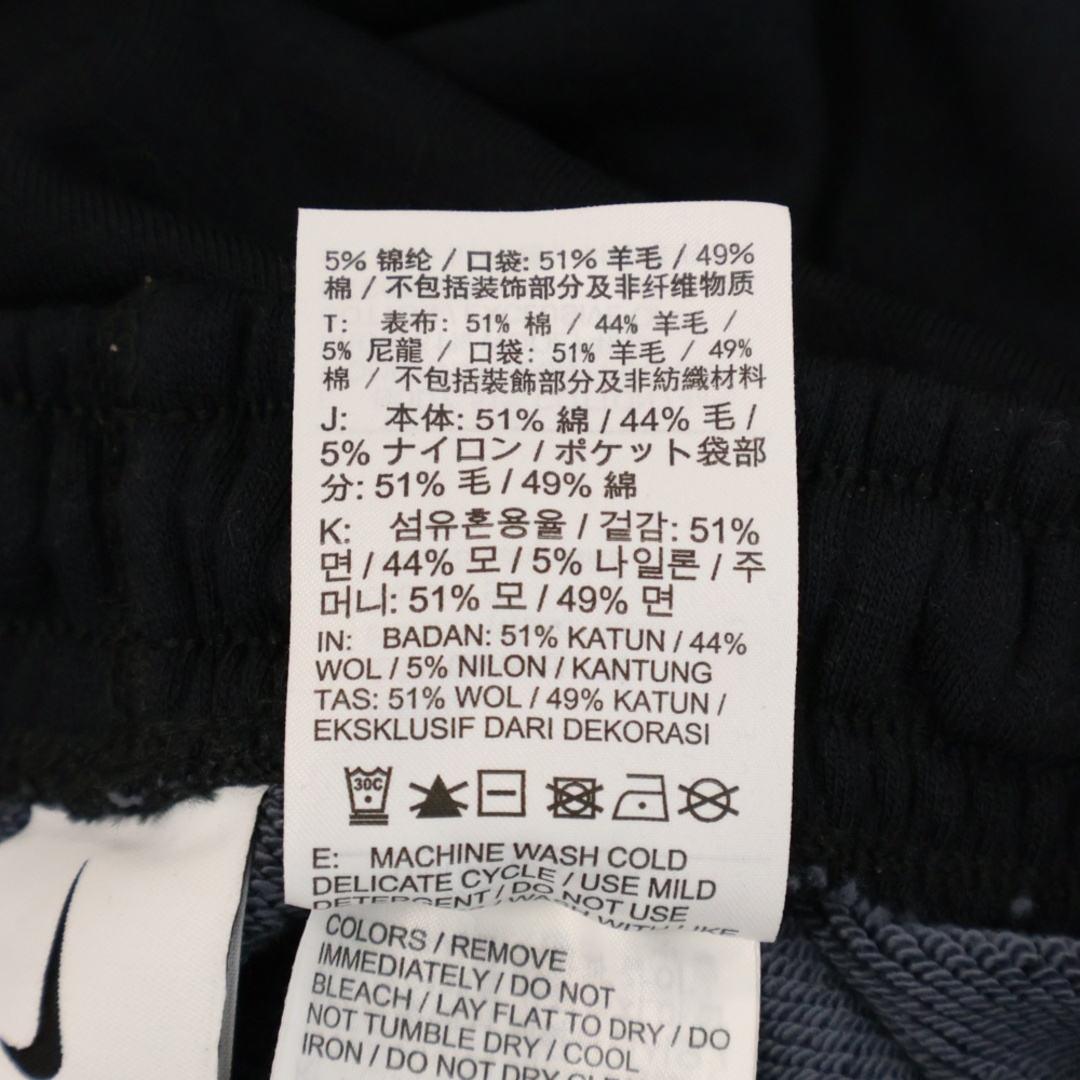 5% 锦纶 / 口袋: 51% 羊毛 / 49%
棉 / 不包括装饰部分及非纤维物质
T: 表布: 51% 棉 / 44% 羊毛 /
5% 尼龍 / 口袋: 51% 羊毛 / 49%
棉 / 不包括裝飾部分及非紡織材料
J: 本体: 51% 綿 / 44% 毛 /
5% ナイロン / ポケット袋部
分: 51% 毛 / 49% 綿
K: 섬유혼용율 / 겉감: 51%
면 / 44% 모 / 5% 나일론 / 주
머니: 51% 모 / 49% 면
IN: BADAN: 51% KATUN / 44%
WOL / 5% NILON / KANTUNG
TAS: 51% WOL / 49% KATUN /
EKSKLUSIF DARI DEKORASI
30C
E: MACHINE WASH COLD
DELICATE CYCLE / USE MILD
DETERGENT / DO NOT USE
WASH WITH LIKE
COLORS / REMOVE
IMMEDIATELY / DO NOT
BLEACH / LAY FLAT TO DRY / DO
NOT TUMBLE DRY / COOL
IRON / DO NOT DRY